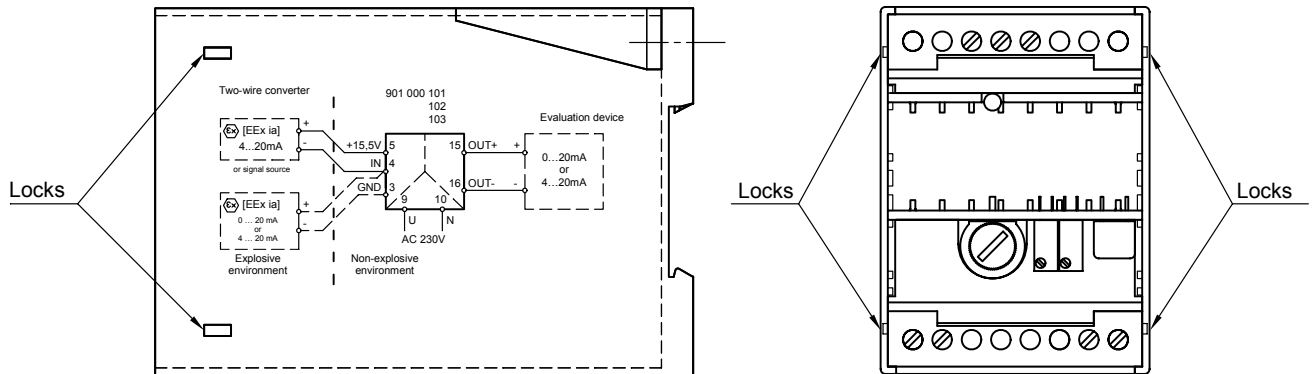 Two-wire converter
901 000 101
102
103
Evaluation device
Ex [EEx ia]
4...20mA
or signal source
+
-
+15,5V
IN
GND
5
4
3
9
10
15
16
OUT+
OUT-
+
-
0...20mA
or
4...20mA
Ex [EEx ia]
0 ... 20 mA
or
4 ... 20 mA
+
-
U
N
AC 230V
Explosive
environment
Non-explosive
environment
Locks
Locks
Locks